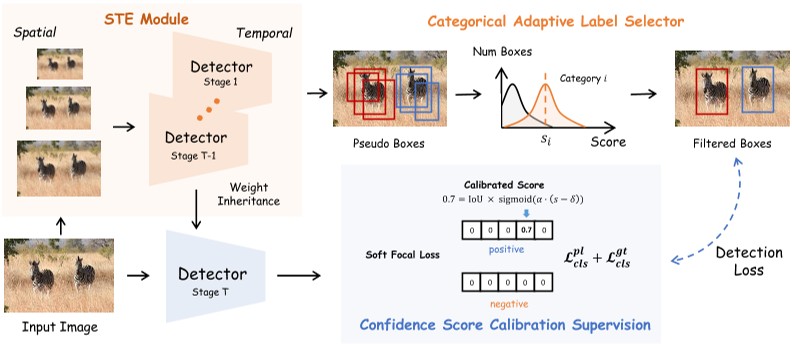 STE Module
Spatial
Temporal
Detector
Stage 1
Detector
Stage T-1
Weight
Inheritance
Input Image
Detector
Stage T
Categorical Adaptive Label Selector
Pseudo Boxes
Num Boxes
Category i
s_i
Score
Filtered Boxes
Calibrated Score
0.7 = IoU × sigmoid(α · (s − δ))
0 0 0 0.7 0
positive
Soft Focal Loss
0 0 0 0 0
negative
ℒ^{pl}_{cls} + ℒ^{gt}_{cls}
Confidence Score Calibration Supervision
Detection
Loss